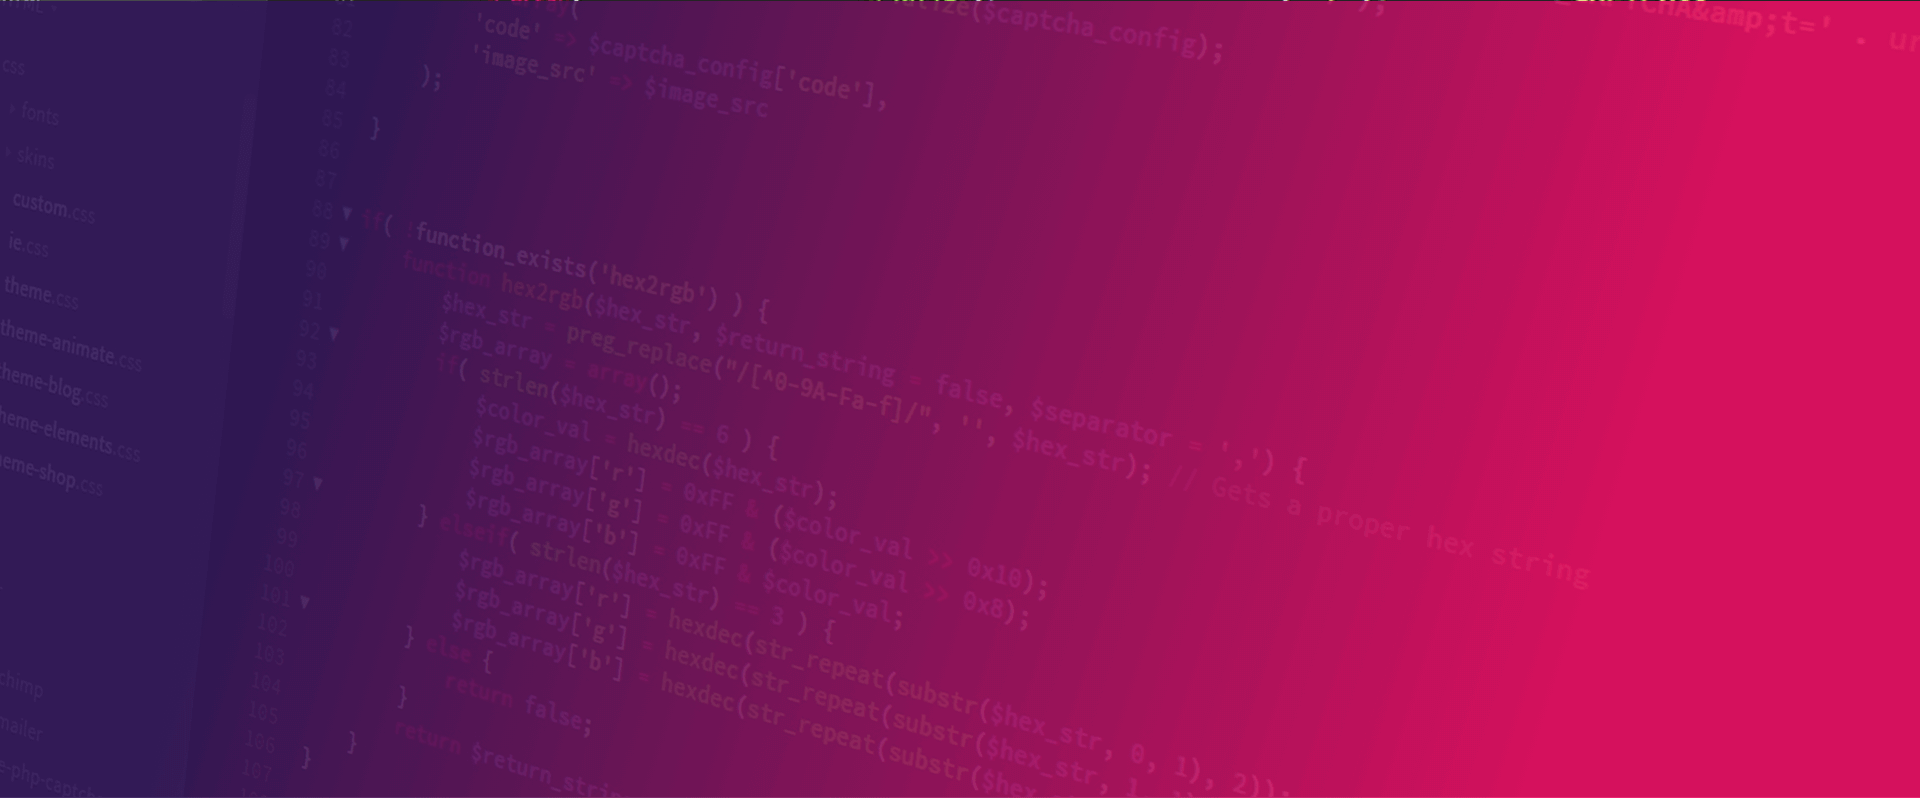 css
fonts
skins
custom.css
ie.css
theme.css
theme-animate.css
heme-blog.css
heme-elements.css
eme-shop.css
chimp
mailer
e-php-captch
82
83
84
85
86
87
88
89
90
91
92
93
94
95
96
97
98
99
100
101
102
103
104
105
106
107
($captcha_config);
CHA&amp;t=' . ur
'code' => $captcha_config['code'],
'image_src' => $image_src
);
}
if( !function_exists('hex2rgb') ) {
function hex2rgb($hex_str, $return_string = false, $separator = ',') {
$hex_str = preg_replace("/[^0-9A-Fa-f]/", '', $hex_str); // Gets a proper hex string
$rgb_array = array();
if( strlen($hex_str) == 6 ) {
$color_val = hexdec($hex_str);
$rgb_array['r'] = 0xFF & ($color_val >> 0x10);
$rgb_array['g'] = 0xFF & ($color_val >> 0x8);
$rgb_array['b'] = 0xFF & $color_val;
} elseif( strlen($hex_str) == 3 ) {
$rgb_array['r'] = hexdec(str_repeat(substr($hex_str, 0, 1), 2));
$rgb_array['g'] = hexdec(str_repeat(substr($hex_str, 1,
$rgb_array['b'] = hexdec(str_repeat(substr($hex
} else {
return false;
}
return $return_strin
}
}